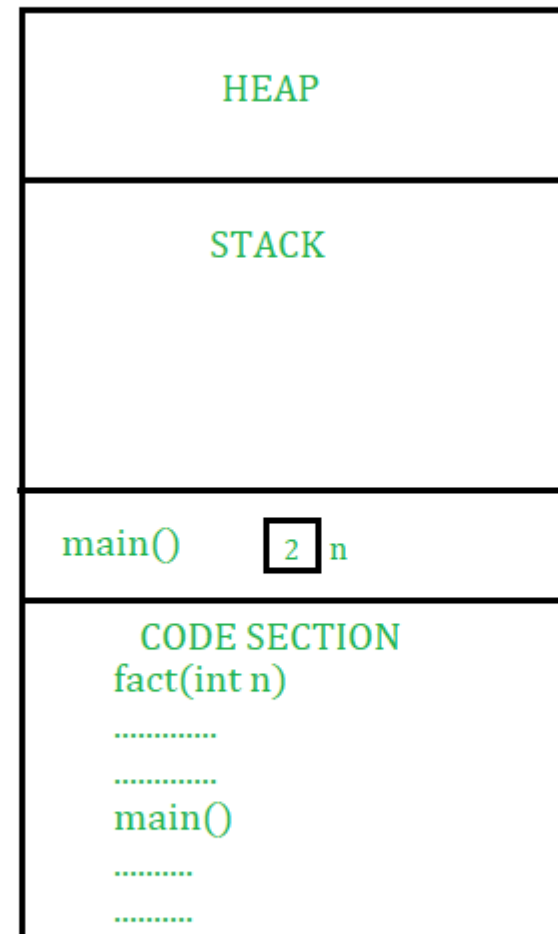 HEAP
STACK
main() 2 n
CODE SECTION
fact(int n)
.............
.............
main()
..........
..........